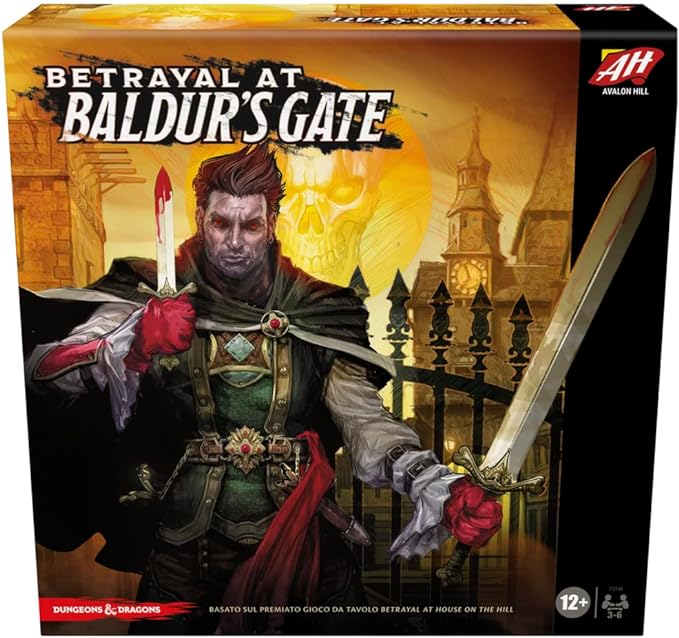 BETRAYAL AT
BALDUR'S GATE
AH
AVALON HILL
DUNGEONS & DRAGONS
BASATO SUL PREMIATO GIOCO DA TAVOLO BETRAYAL AT HOUSE ON THE HILL
12+
3-6